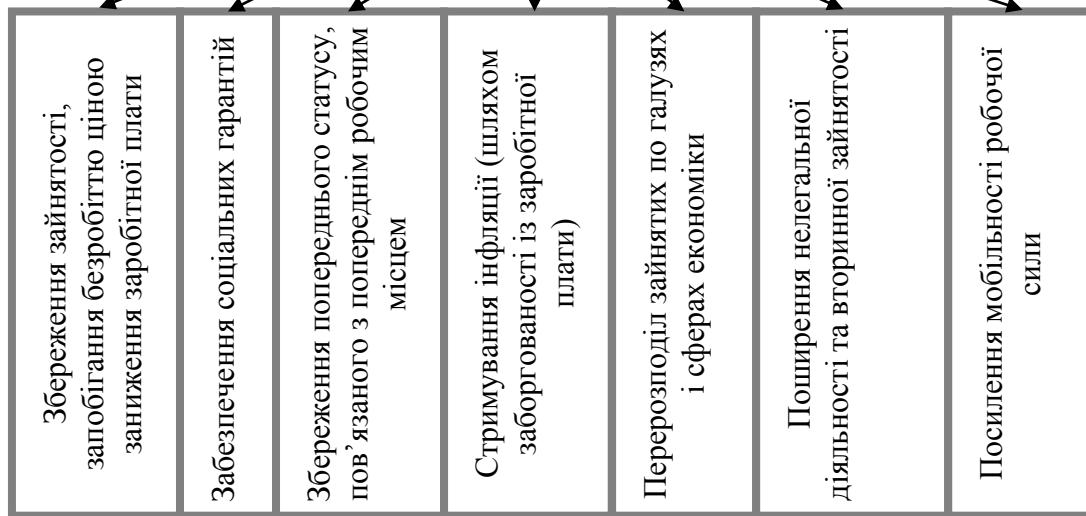 Збереження зайнятості,
запобігання безробіттю ціною
заниження заробітної плати
Забезпечення соціальних гарантій
Збереження попереднього статусу,
пов’язаного з попереднім робочим
місцем
Стримування інфляції (шляхом
заборгованості із заробітної
плати)
Перерозподіл зайнятих по галузях
і сферах економіки
Поширення нелегальної
діяльності та вторинної зайнятості
Посилення мобільності робочої
сили